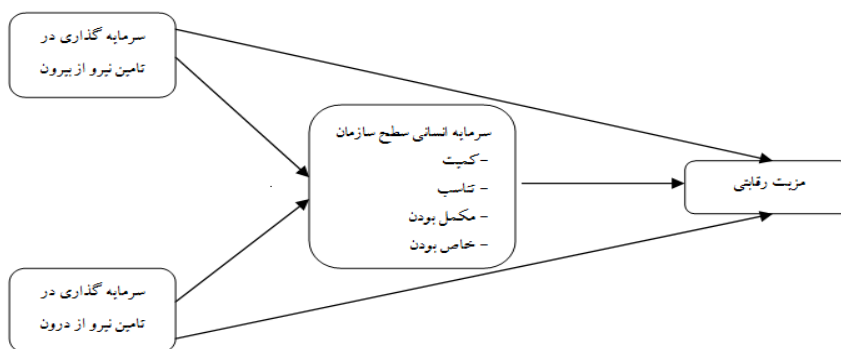 سرمایه گذاری در
تامین نیرو از بیرون
سرمایه انسانی سطح سازمان
-کمیت
- تناسب
- مکمل بودن
- خاص بودن
مزیت رقابتی
سرمایه گذاری در
تامین نیرو از درون